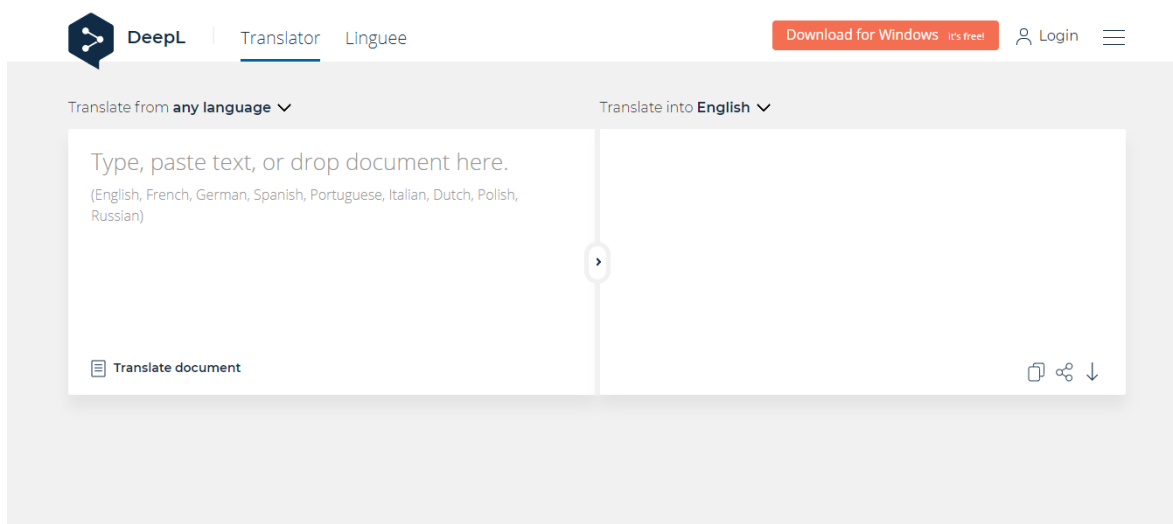 DeepL
Translator
Linguee
Download for Windows it's free!
Login
Translate from any language
Translate into English
Type, paste text, or drop document here.
(English, French, German, Spanish, Portuguese, Italian, Dutch, Polish,
Russian)
Translate document